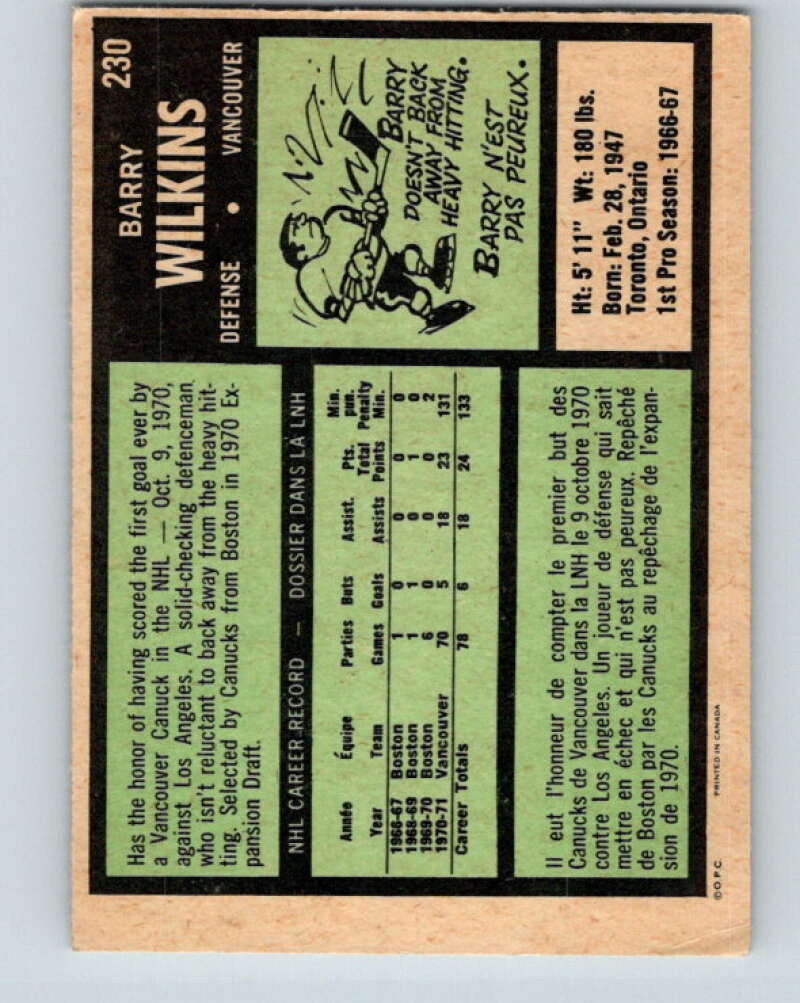 BARRY 230
WILKINS
DEFENSE • VANCOUVER
Has the honor of having scored the first goal ever by
a Vancouver Canuck in the NHL — Oct. 9, 1970,
against Los Angeles. A solid-checking defenceman
who isn't reluctant to back away from the heavy hit-
ting. Selected by Canucks from Boston in 1970 Ex-
pansion Draft.
BARRY
DOESN'T BACK
AWAY FROM
HEAVY HITTING.
BARRY N'EST
PAS PEUREUX.
NHL CAREER RECORD — DOSSIER DANS LA LNH
Année Équipe Parties Buts Assist. Pts. Min.
Total pun.
Penalty
Year Team Games Goals Assists Points Min.
1966-67 Boston 1 0 0 0 0
1968-69 Boston 1 1 0 1 0
1969-70 Boston 6 0 0 0 2
1970-71 Vancouver 70 5 18 23 131
Career Totals 78 6 18 24 133
Ht: 5' 11" Wt: 180 lbs.
Born: Feb. 28, 1947
Toronto, Ontario
1st Pro Season: 1966-67
Il eut l'honneur de compter le premier but des
Canucks de Vancouver dans la LNH le 9 octobre 1970
contre Los Angeles. Un joueur de défense qui sait
mettre en échec et qui n'est pas peureux. Repêché
de Boston par les Canucks au repêchage de l'expan-
sion de 1970.
©O.P.C. PRINTED IN CANADA